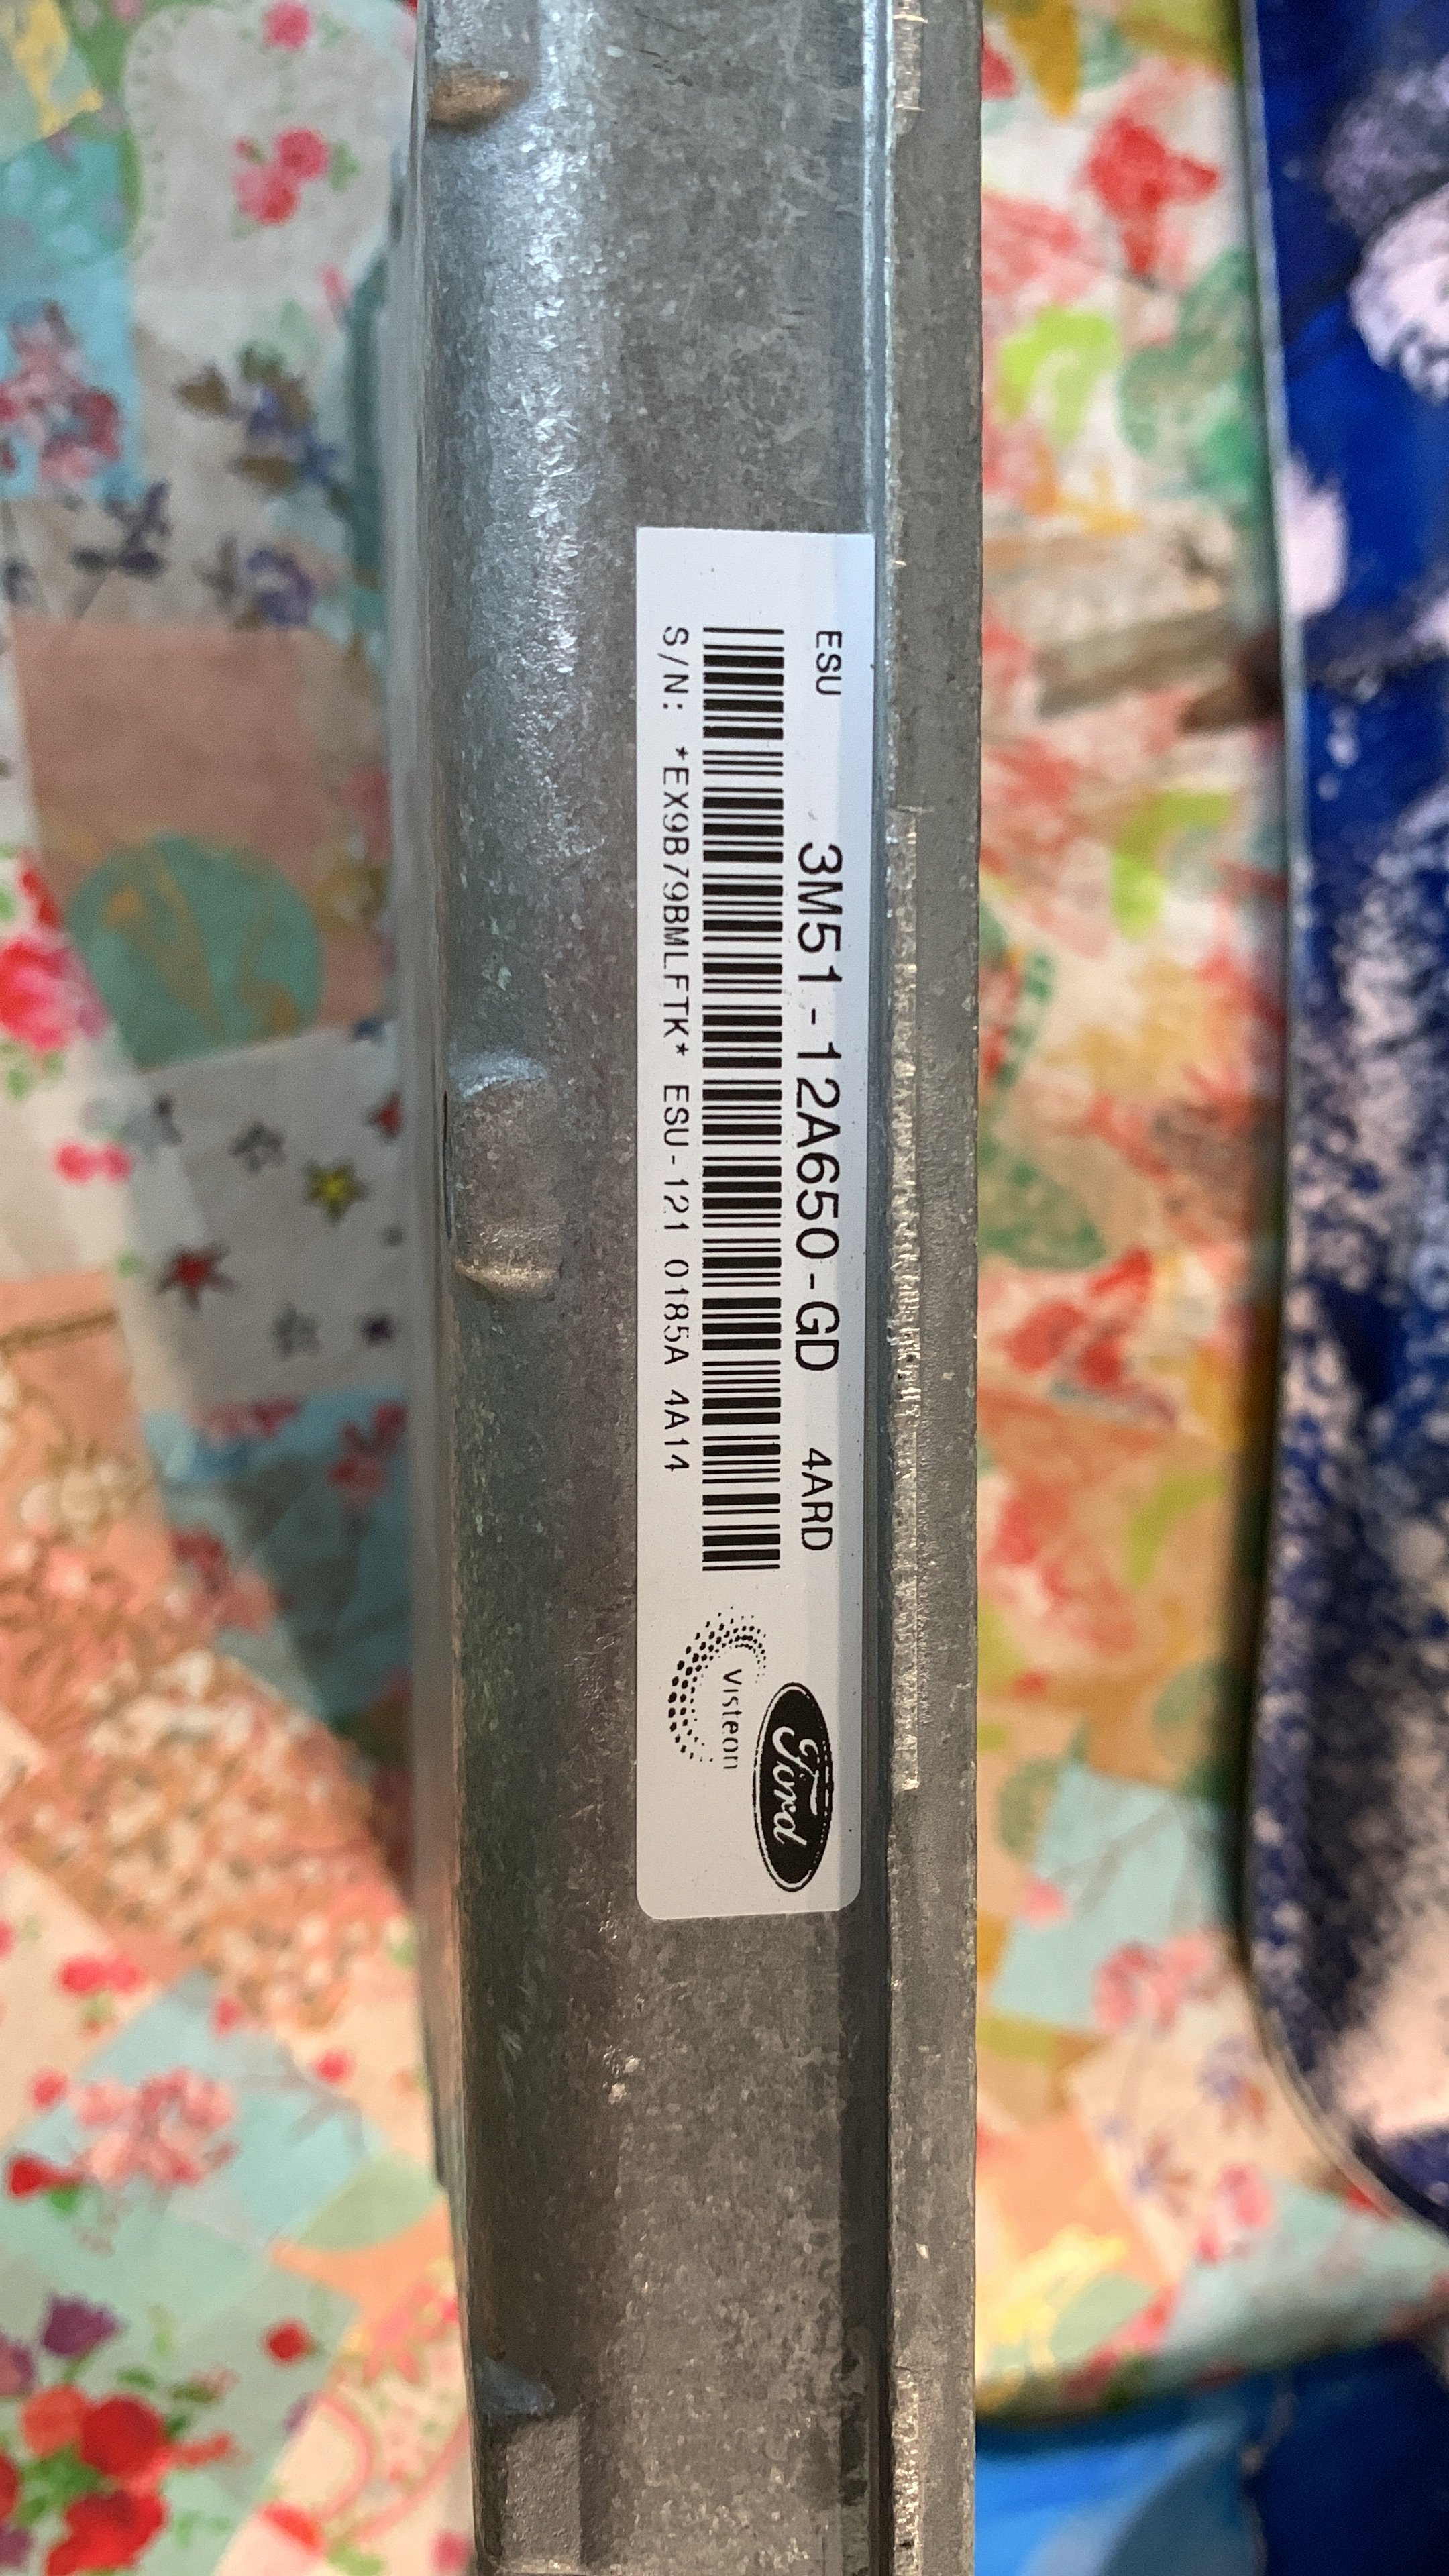 ESU 3M51-12A650-GD 4ARD
S/N: *EX9B79BMLFTK* ESU-121 0185A 4A14
Visteon
Ford